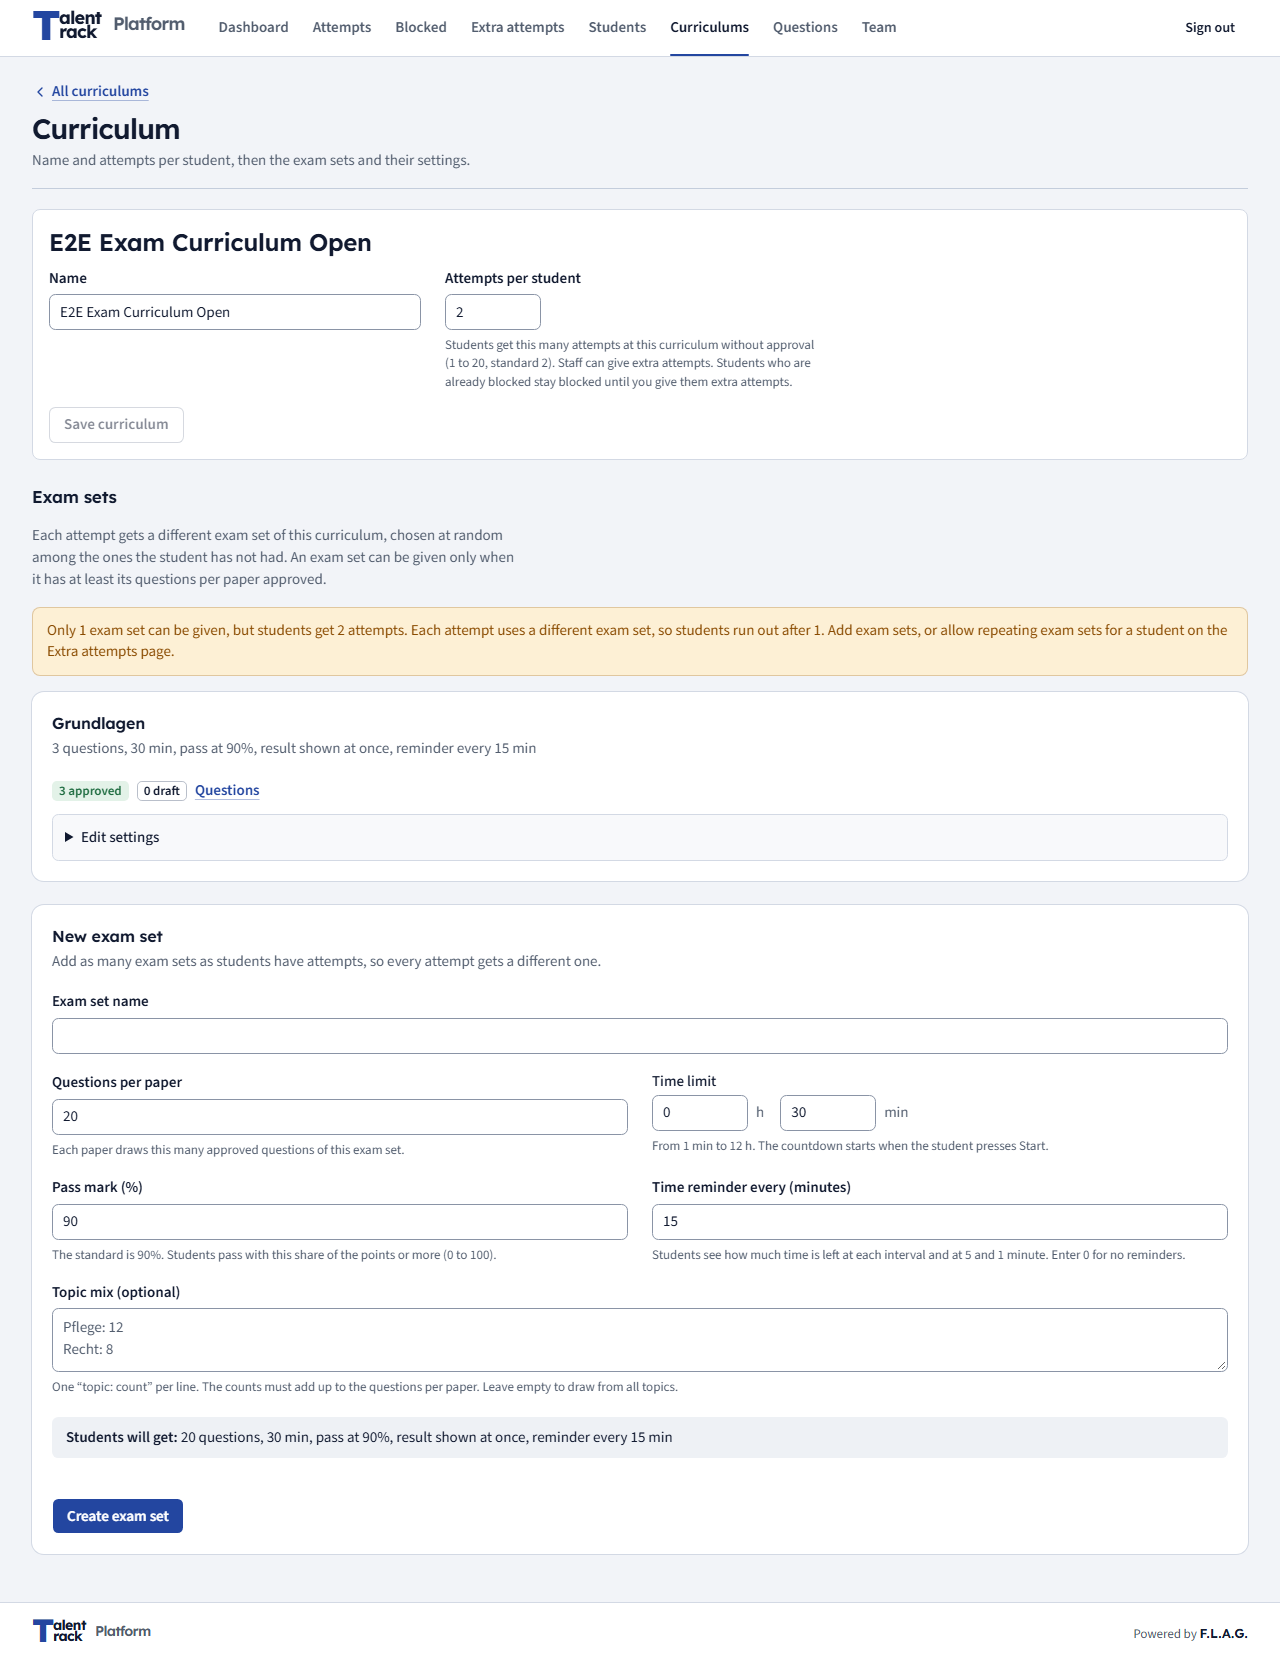 Talent rack Platform
Dashboard Attempts Blocked Extra attempts Students Curriculums Questions Team Sign out
All curriculums
Curriculum
Name and attempts per student, then the exam sets and their settings.
E2E Exam Curriculum Open
Name
E2E Exam Curriculum Open
Attempts per student
2
Students get this many attempts at this curriculum without approval
(1 to 20, standard 2). Staff can give extra attempts. Students who are
already blocked stay blocked until you give them extra attempts.
Save curriculum
Exam sets
Each attempt gets a different exam set of this curriculum, chosen at random
among the ones the student has not had. An exam set can be given only when
it has at least its questions per paper approved.
Only 1 exam set can be given, but students get 2 attempts. Each attempt uses a different exam set, so students run out after 1. Add exam sets, or allow repeating exam sets for a student on the
Extra attempts page.
Grundlagen
3 questions, 30 min, pass at 90%, result shown at once, reminder every 15 min
3 approved 0 draft Questions
Edit settings
New exam set
Add as many exam sets as students have attempts, so every attempt gets a different one.
Exam set name
Questions per paper
20
Each paper draws this many approved questions of this exam set.
Time limit
0 h 30 min
From 1 min to 12 h. The countdown starts when the student presses Start.
Pass mark (%)
90
The standard is 90%. Students pass with this share of the points or more (0 to 100).
Time reminder every (minutes)
15
Students see how much time is left at each interval and at 5 and 1 minute. Enter 0 for no reminders.
Topic mix (optional)
Pflege: 12
Recht: 8
One “topic: count” per line. The counts must add up to the questions per paper. Leave empty to draw from all topics.
Students will get: 20 questions, 30 min, pass at 90%, result shown at once, reminder every 15 min
Create exam set
Talent rack Platform
Powered by F.L.A.G.